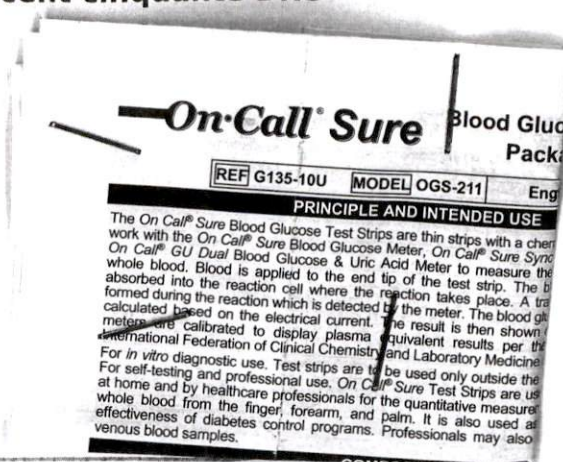 On·Call® Sure
Blood Gluc
Packa
REF G135-10U
MODEL OGS-211
Eng
PRINCIPLE AND INTENDED USE
The On Call® Sure Blood Glucose Test Strips are thin strips with a chem
work with the On Call® Sure Blood Glucose Meter, On Call® Sure Sync
On Call® GU Dual Blood Glucose & Uric Acid Meter to measure the
whole blood. Blood is applied to the end tip of the test strip. The b
absorbed into the reaction cell where the reaction takes place. A tra
formed during the reaction which is detected by the meter. The blood gl
calculated based on the electrical current. The result is then shown
meters are calibrated to display plasma equivalent results per th
International Federation of Clinical Chemistry and Laboratory Medicine
For in vitro diagnostic use. Test strips are to be used only outside the
For self-testing and professional use. On Call® Sure Test Strips are us
at home and by healthcare professionals for the quantitative measure
whole blood from the finger, forearm, and palm. It is also used a
effectiveness of diabetes control programs. Professionals may also
venous blood samples.